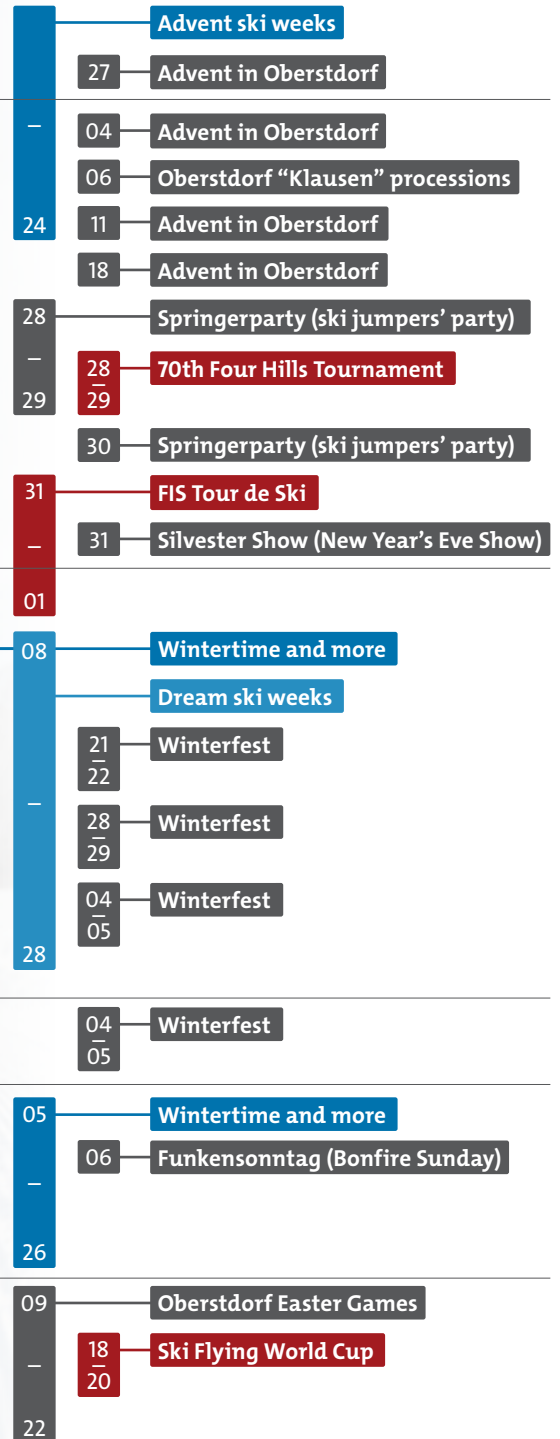 Advent ski weeks
27 Advent in Oberstdorf
– 04 Advent in Oberstdorf
06 Oberstdorf “Klausen” processions
24 11 Advent in Oberstdorf
18 Advent in Oberstdorf
28 – 29 Springerparty (ski jumpers’ party)
28 – 29 70th Four Hills Tournament
30 Springerparty (ski jumpers’ party)
31 – 01 FIS Tour de Ski
31 Silvester Show (New Year’s Eve Show)
08 – 28 Wintertime and more
Dream ski weeks
21 – 22 Winterfest
28 – 29 Winterfest
04 – 05 Winterfest
04 – 05 Winterfest
05 – 26 Wintertime and more
06 Funkensonntag (Bonfire Sunday)
09 – 22 Oberstdorf Easter Games
18 – 20 Ski Flying World Cup